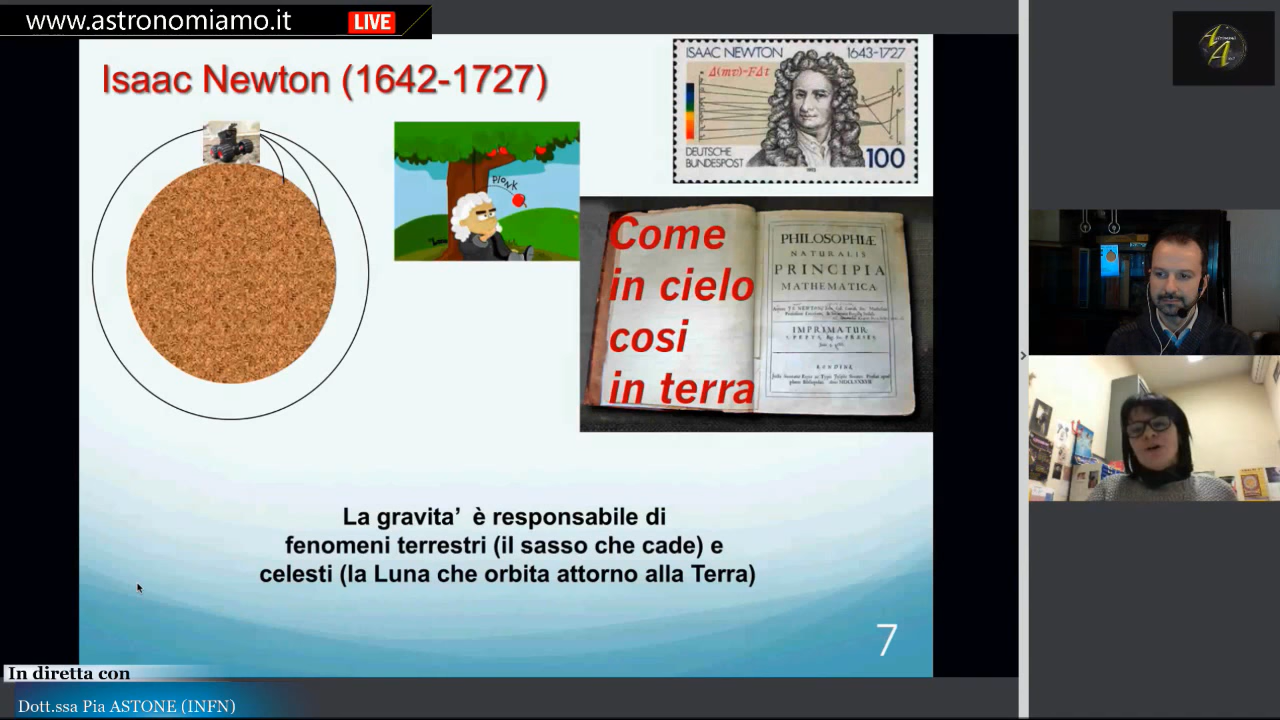 www.astronomiamo.it LIVE
Isaac Newton (1642-1727)
ISAAC NEWTON 1643-1727
Δ(mv)=FΔt
DEUTSCHE
BUNDESPOST 100
PlONK
Come
in cielo
cosi
in terra
PHILOSOPHIÆ
NATURALIS
PRINCIPIA
MATHEMATICA
IMPRIMATUR
La gravita’ è responsabile di
fenomeni terrestri (il sasso che cade) e
celesti (la Luna che orbita attorno alla Terra)
7
In diretta con
Dott.ssa Pia ASTONE (INFN)